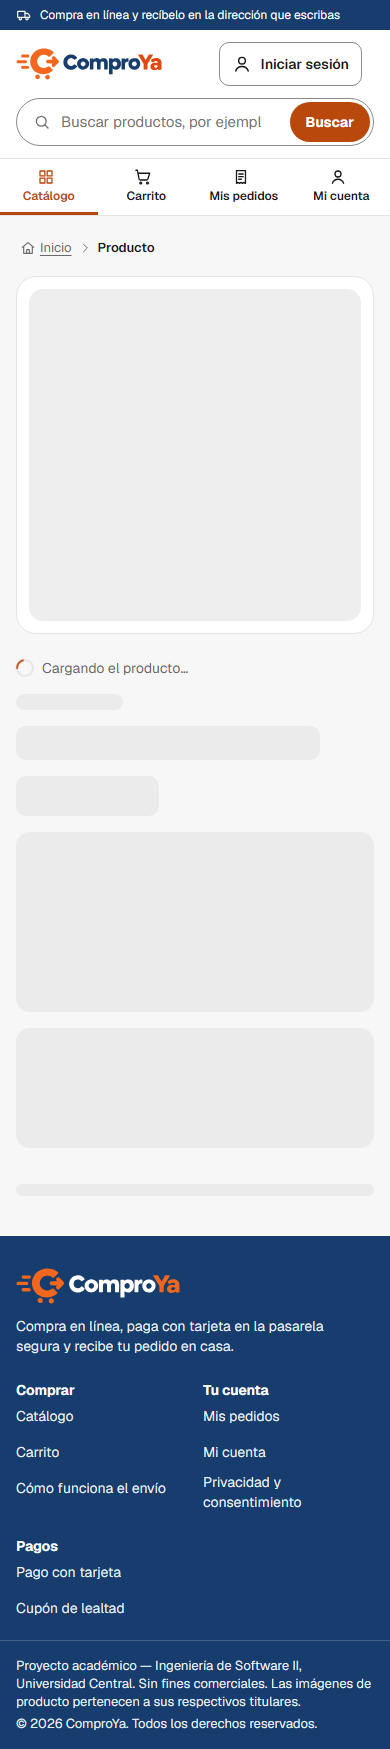 Compra en línea y recíbelo en la dirección que escribas
ComproYa
Iniciar sesión
Buscar productos, por ejempl
Buscar
Catálogo
Carrito
Mis pedidos
Mi cuenta
Inicio
Producto
Cargando el producto...
ComproYa
Compra en línea, paga con tarjeta en la pasarela
segura y recibe tu pedido en casa.
Comprar
Catálogo
Carrito
Cómo funciona el envío
Tu cuenta
Mis pedidos
Mi cuenta
Privacidad y
consentimiento
Pagos
Pago con tarjeta
Cupón de lealtad
Proyecto académico — Ingeniería de Software II,
Universidad Central. Sin fines comerciales. Las imágenes de
producto pertenecen a sus respectivos titulares.
© 2026 ComproYa. Todos los derechos reservados.